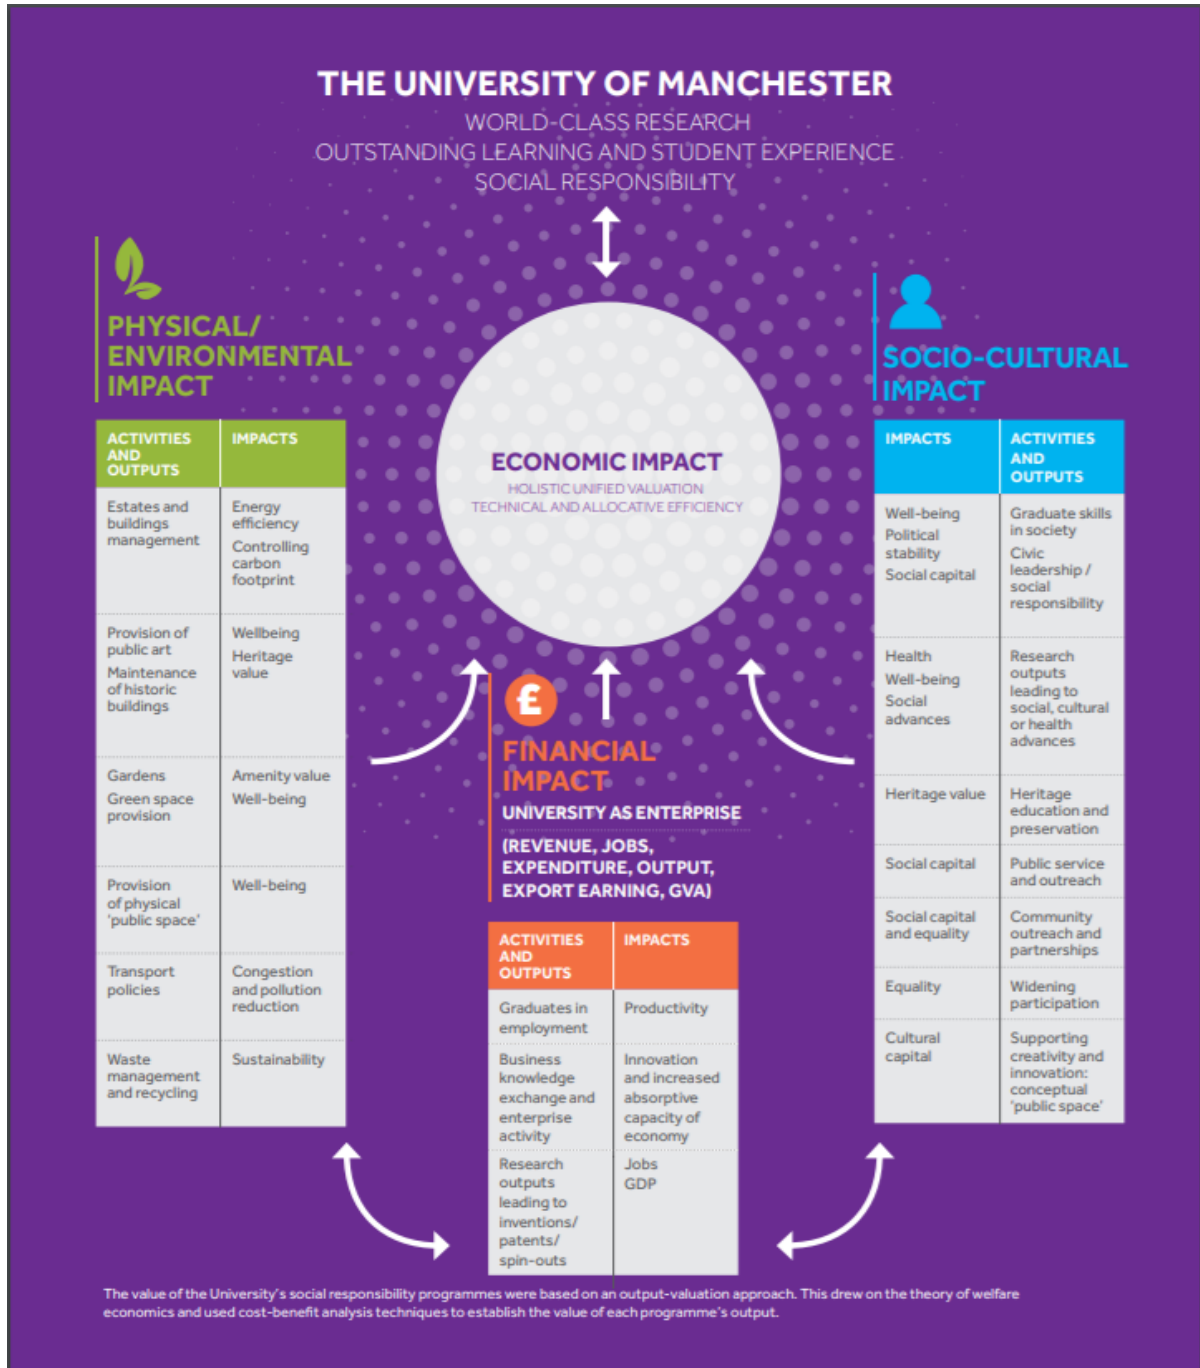 THE UNIVERSITY OF MANCHESTER
WORLD-CLASS RESEARCH
OUTSTANDING LEARNING AND STUDENT EXPERIENCE
SOCIAL RESPONSIBILITY
PHYSICAL/
ENVIRONMENTAL
IMPACT
ACTIVITIES
AND
OUTPUTS
IMPACTS
Estates and
buildings
management
Energy
efficiency
Controlling
carbon
footprint
Provision of
public art
Maintenance
of historic
buildings
Wellbeing
Heritage
value
Gardens
Green space
provision
Amenity value
Well-being
Provision
of physical
'public space'
Well-being
Transport
policies
Congestion
and pollution
reduction
Waste
management
and recycling
Sustainability
ECONOMIC IMPACT
HOLISTIC UNIFIED VALUATION
TECHNICAL AND ALLOCATIVE EFFICIENCY
£
FINANCIAL
IMPACT
UNIVERSITY AS ENTERPRISE
(REVENUE, JOBS,
EXPENDITURE, OUTPUT,
EXPORT EARNING, GVA)
ACTIVITIES
AND
OUTPUTS
IMPACTS
Graduates in
employment
Productivity
Business
knowledge
exchange and
enterprise
activity
Innovation
and increased
absorptive
capacity of
economy
Research
outputs
leading to
inventions/
patents/
spin-outs
Jobs
GDP
SOCIO-CULTURAL
IMPACT
IMPACTS
ACTIVITIES
AND
OUTPUTS
Well-being
Political
stability
Social capital
Graduate skills
in society
Civic
leadership /
social
responsibility
Health
Well-being
Social
advances
Research
outputs
leading to
social, cultural
or health
advances
Heritage value
Heritage
education and
preservation
Social capital
Public service
and outreach
Social capital
and equality
Community
outreach and
partnerships
Equality
Widening
participation
Cultural
capital
Supporting
creativity and
innovation:
conceptual
'public space'
The value of the University's social responsibility programmes were based on an output-valuation approach. This drew on the theory of welfare
economics and used cost-benefit analysis techniques to establish the value of each programme's output.